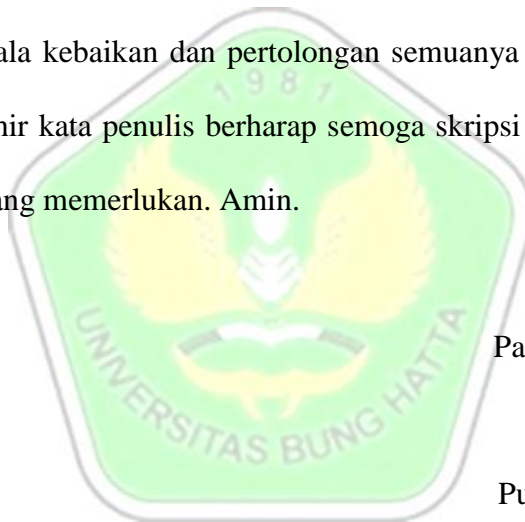 ala kebaikan dan pertolongan semuanya
1981
hir kata penulis berharap semoga skripsi
ang memerlukan. Amin.
Pa
UNIVERSITAS BUNG HATTA
Pu